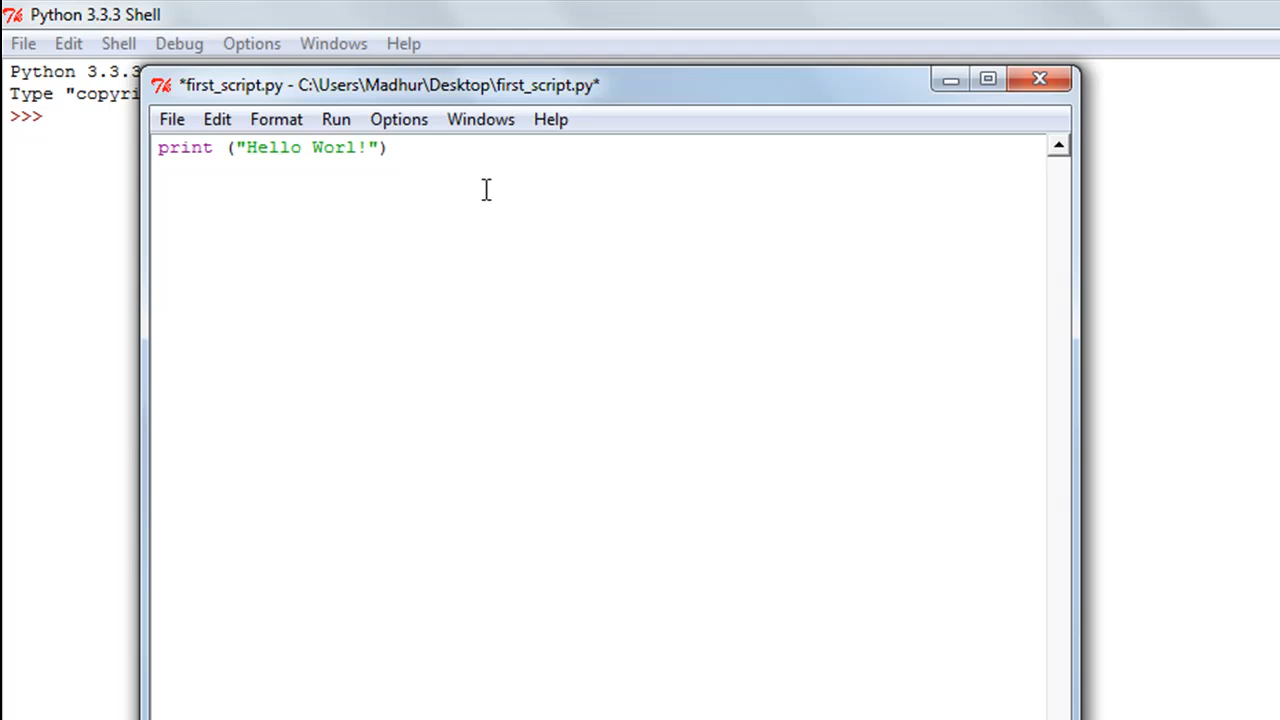 Python 3.3.3 Shell
File Edit Shell Debug Options Windows Help
Python 3.3.3
Type "copyri
>>>
*first_script.py - C:\Users\Madhur\Desktop\first_script.py*
File Edit Format Run Options Windows Help
print ("Hello Worl!")